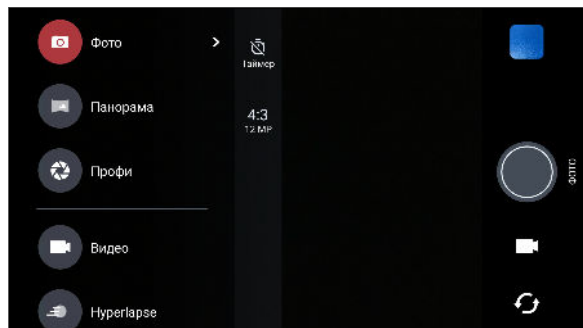 Фото
Панорама
Профи
Видео
Hyperlapse
Таймер
4:3
12 MP
ФОТО